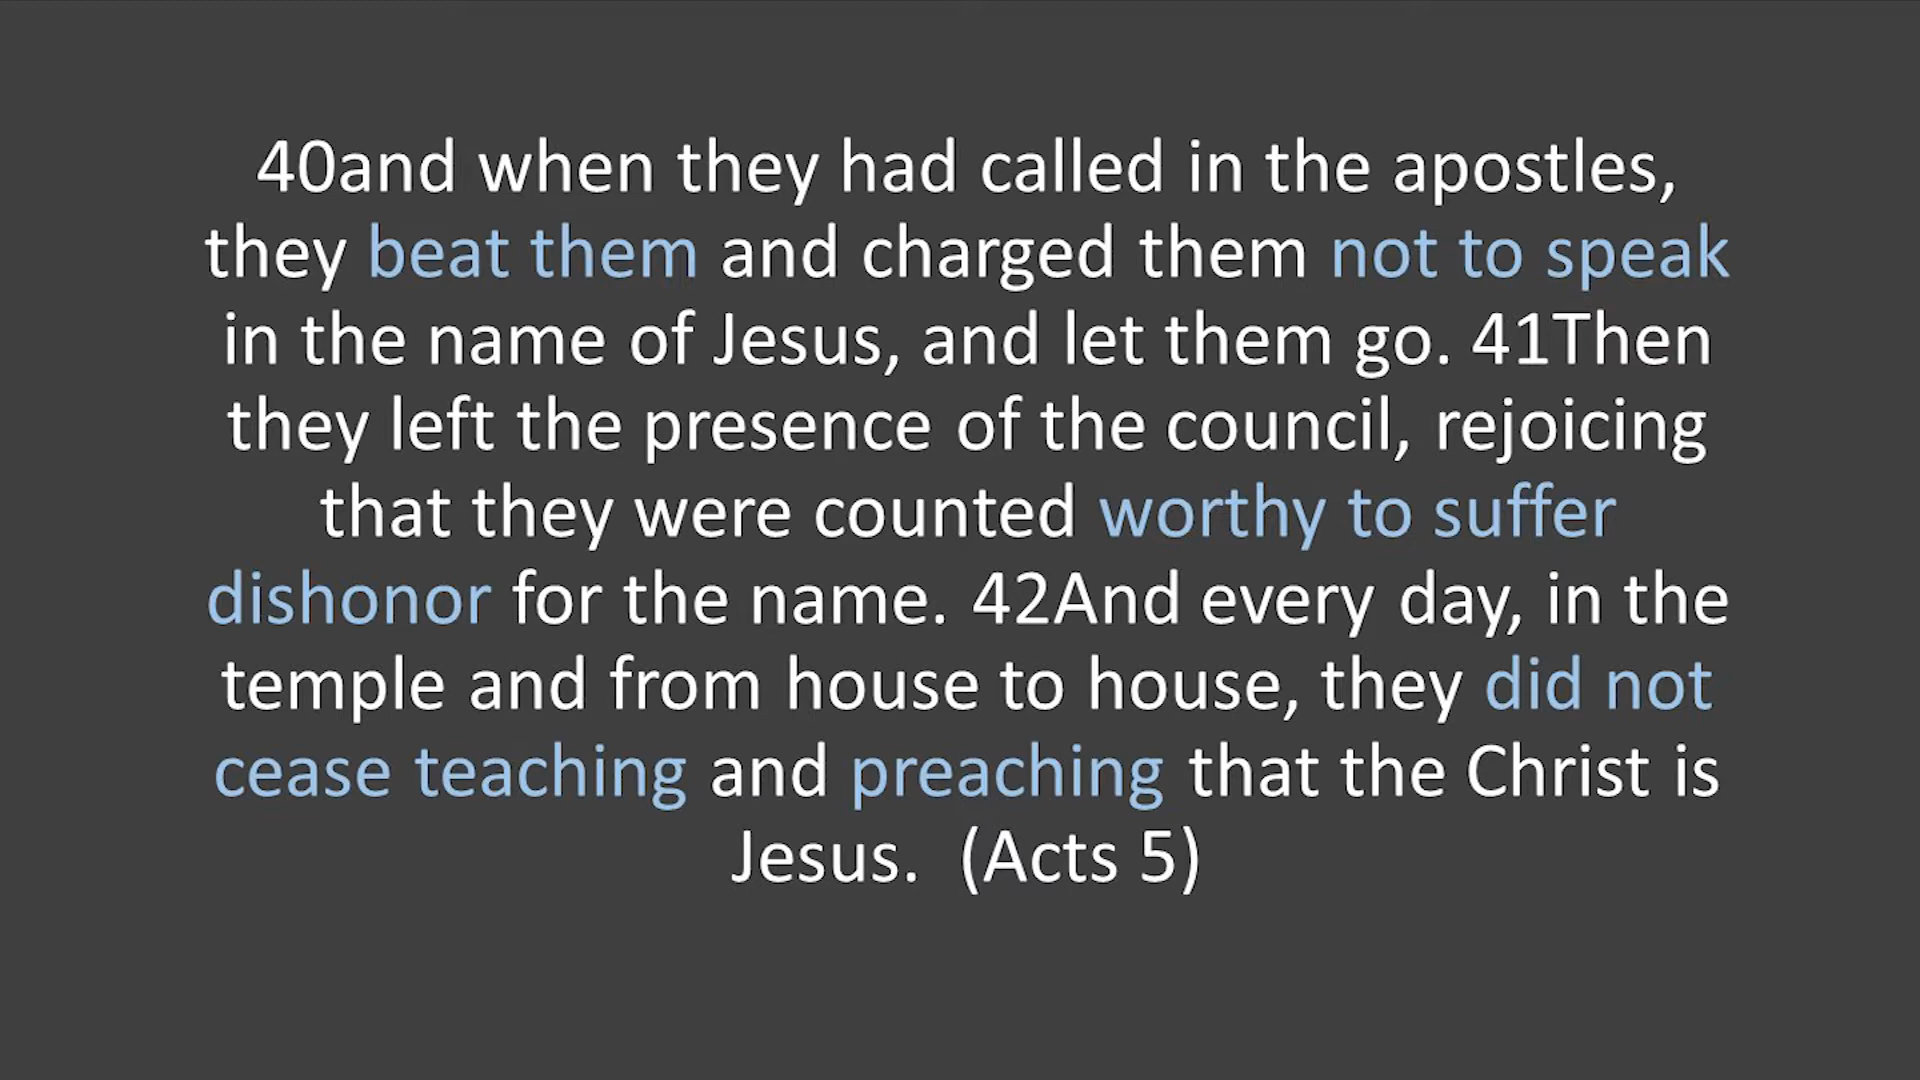 40and when they had called in the apostles,
they beat them and charged them not to speak
in the name of Jesus, and let them go. 41Then
they left the presence of the council, rejoicing
that they were counted worthy to suffer
dishonor for the name. 42And every day, in the
temple and from house to house, they did not
cease teaching and preaching that the Christ is
Jesus.  (Acts 5)